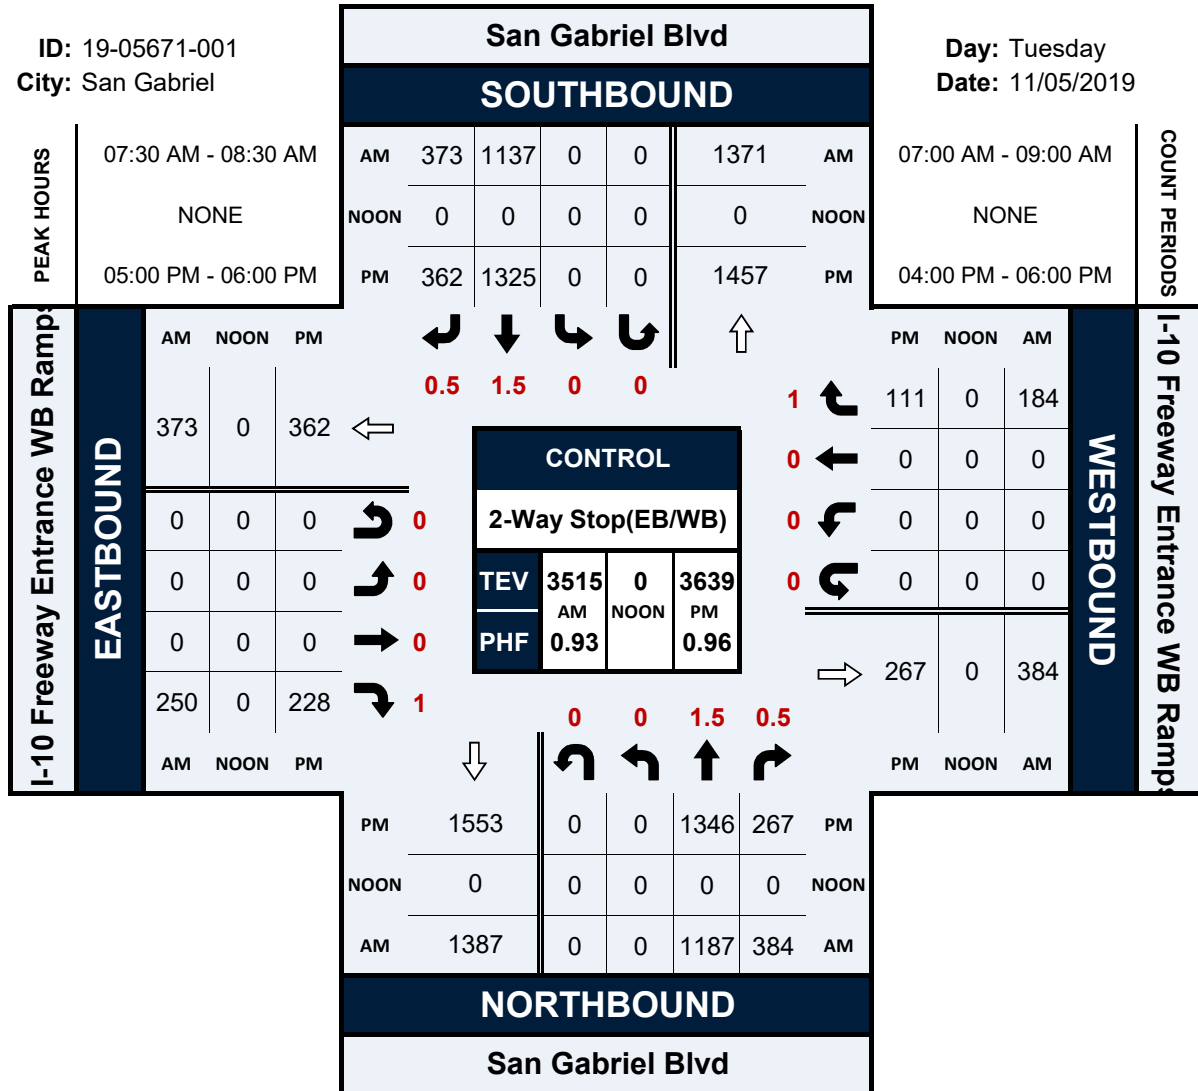 ID: 19-05671-001
City: San Gabriel
San Gabriel Blvd
SOUTHBOUND
Day: Tuesday
Date: 11/05/2019
PEAK HOURS
07:30 AM - 08:30 AM
NONE
05:00 PM - 06:00 PM
AM 373 1137 0 0 1371 AM
NOON 0 0 0 0 0 NOON
PM 362 1325 0 0 1457 PM
07:00 AM - 09:00 AM
NONE
04:00 PM - 06:00 PM
COUNT PERIODS
0.5 1.5 0 0
I-10 Freeway Entrance WB Ramps
EASTBOUND
AM NOON PM
373 0 362
0 0 0 0
0 0 0 0
0 0 0 0
250 0 228 1
AM NOON PM
CONTROL
2-Way Stop(EB/WB)
TEV 3515 0 3639
AM NOON PM
PHF 0.93 0.96
PM NOON AM
1 111 0 184
0 0 0 0
0 0 0 0
0 0 0 0
267 0 384
PM NOON AM
WESTBOUND
I-10 Freeway Entrance WB Ramps
0 0 1.5 0.5
PM 1553 0 0 1346 267 PM
NOON 0 0 0 0 0 NOON
AM 1387 0 0 1187 384 AM
NORTHBOUND
San Gabriel Blvd